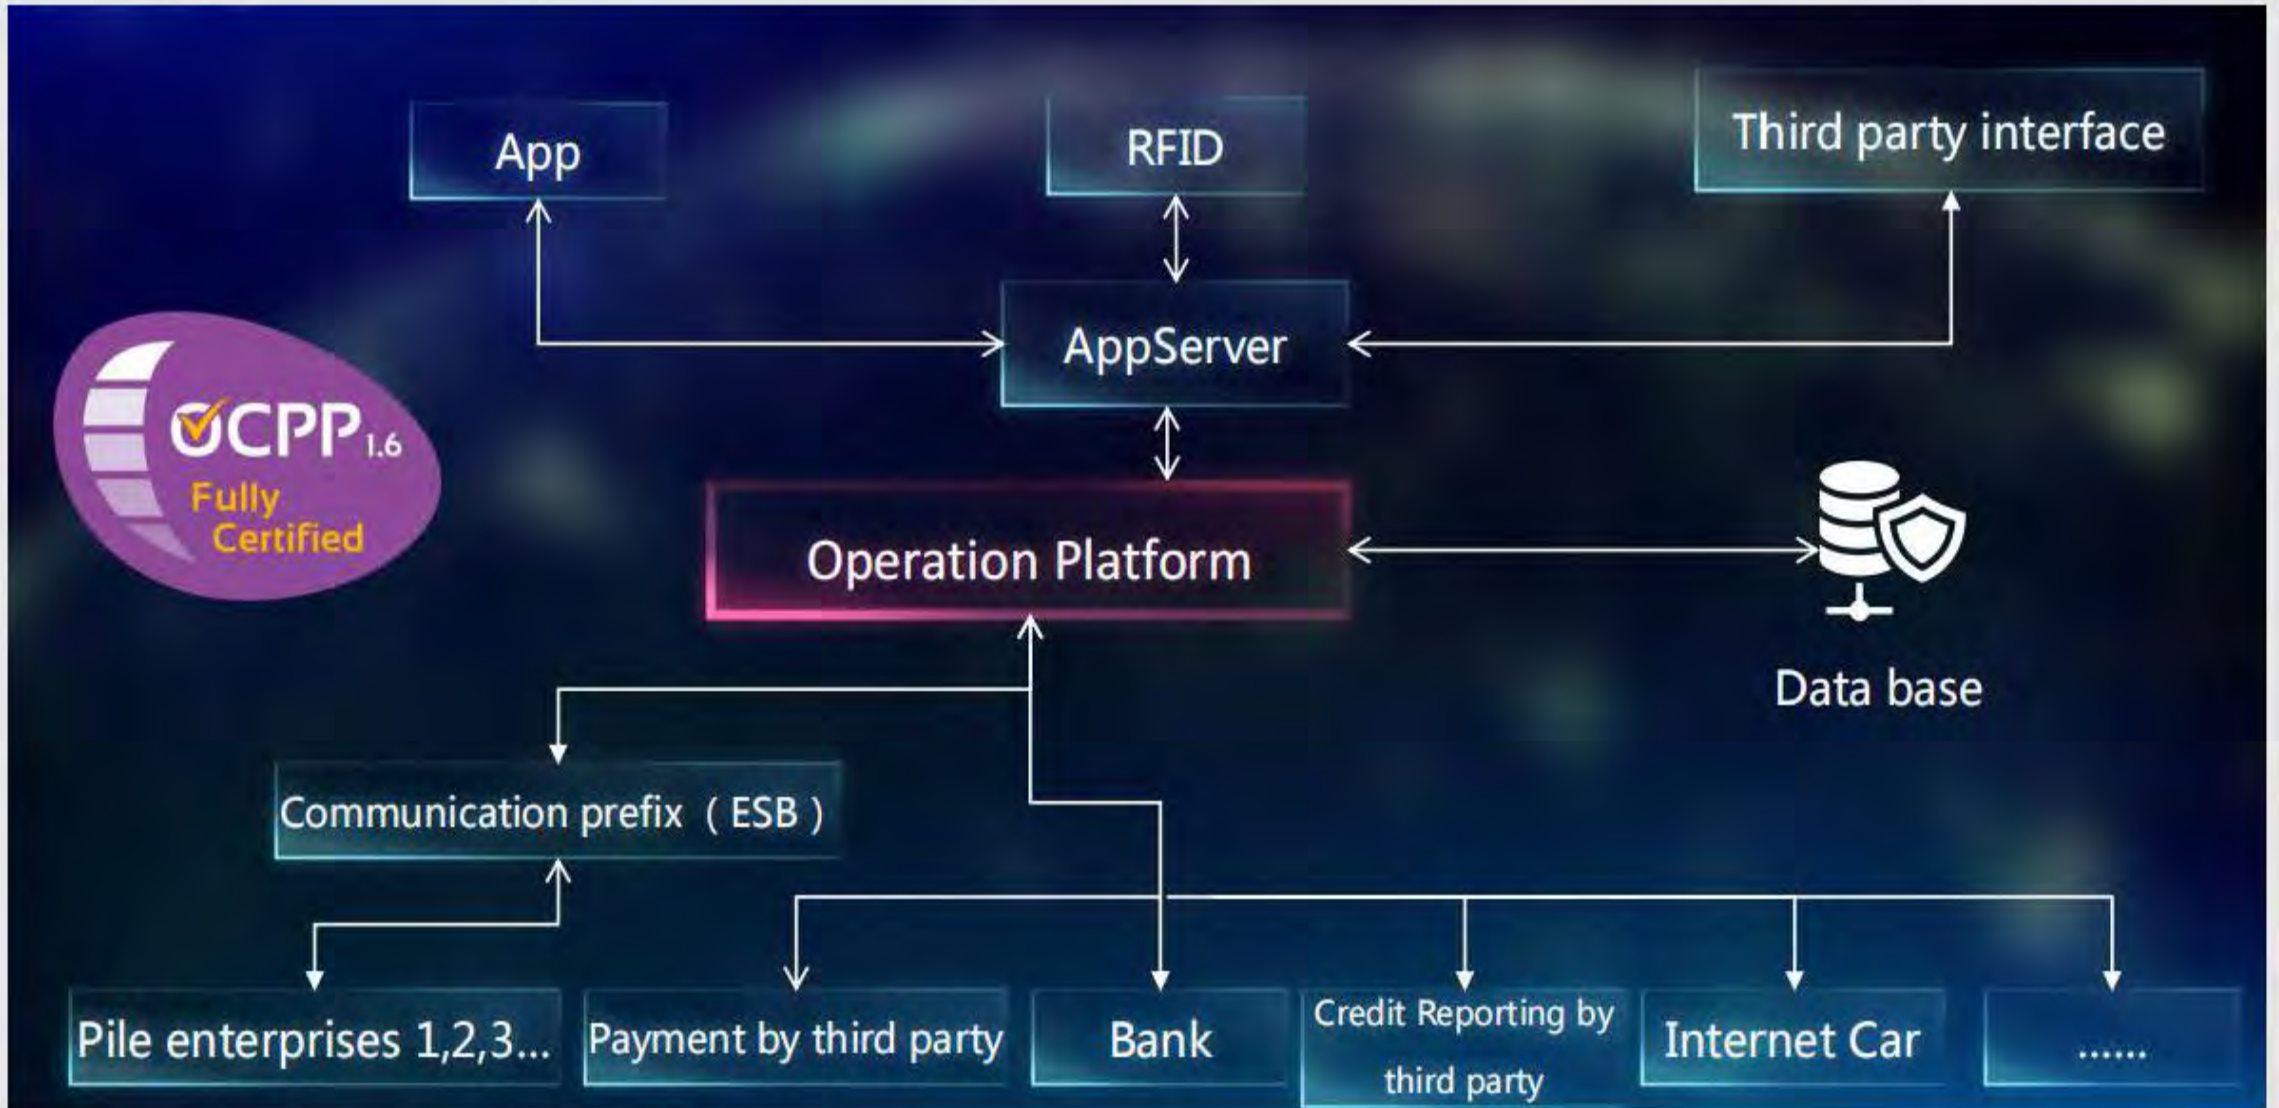 App
RFID
Third party interface
AppServer
OCPP 1.6
Fully
Certified
Operation Platform
Data base
Communication prefix （ESB）
Pile enterprises 1,2,3...
Payment by third party
Bank
Credit Reporting by
third party
Internet Car
......